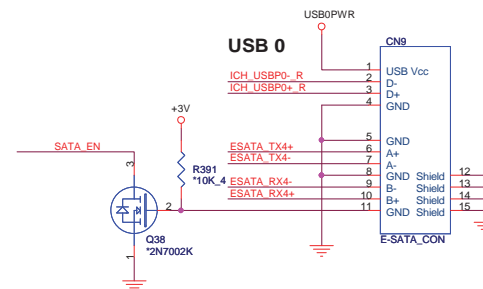 USB0PWR
USB 0
CN9
1 USB Vcc
ICH_USBP0-_R 2 D-
ICH_USBP0+_R 3 D+
4 GND
+3V
5 GND
SATA_EN ESATA_TX4+ 6 A+
ESATA_TX4- 7 A-
3 R391 8 GND Shield 12
*10K_4 ESATA_RX4- 9 B- Shield 13
ESATA_RX4+ 10 B+ Shield 14
2 11 GND Shield 15
Q38 E-SATA_CON
*2N7002K
1